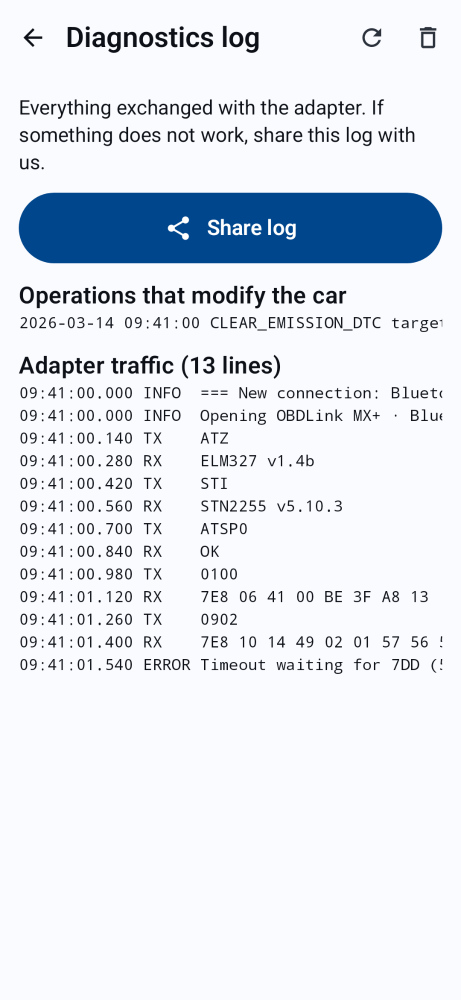 Diagnostics log
Everything exchanged with the adapter. If
something does not work, share this log with
us.
Share log
Operations that modify the car
2026-03-14 09:41:00 CLEAR_EMISSION_DTC target
Adapter traffic (13 lines)
09:41:00.000 INFO  === New connection: Blueto
09:41:00.000 INFO  Opening OBDLink MX+ · Blue
09:41:00.140 TX    ATZ
09:41:00.280 RX    ELM327 v1.4b
09:41:00.420 TX    STI
09:41:00.560 RX    STN2255 v5.10.3
09:41:00.700 TX    ATSP0
09:41:00.840 RX    OK
09:41:00.980 TX    0100
09:41:01.120 RX    7E8 06 41 00 BE 3F A8 13
09:41:01.260 TX    0902
09:41:01.400 RX    7E8 10 14 49 02 01 57 56
09:41:01.540 ERROR Timeout waiting for 7DD